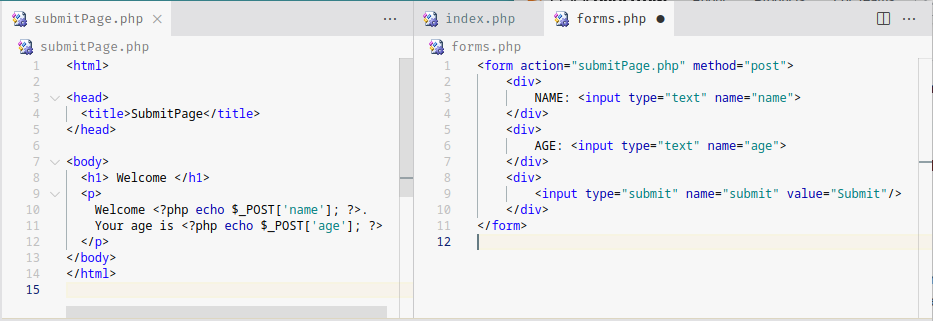 submitPage.php × ···
submitPage.php
1 <html>
2
3 <head>
4 <title>SubmitPage</title>
5 </head>
6
7 <body>
8 <h1> Welcome </h1>
9 <p>
10 Welcome <?php echo $_POST['name']; ?>.
11 Your age is <?php echo $_POST['age']; ?>
12 </p>
13 </body>
14 </html>
15
index.php forms.php ● ···
forms.php
1 <form action="submitPage.php" method="post">
2 <div>
3 NAME: <input type="text" name="name">
4 </div>
5 <div>
6 AGE: <input type="text" name="age">
7 </div>
8 <div>
9 <input type="submit" name="submit" value="Submit"/>
10 </div>
11 </form>
12